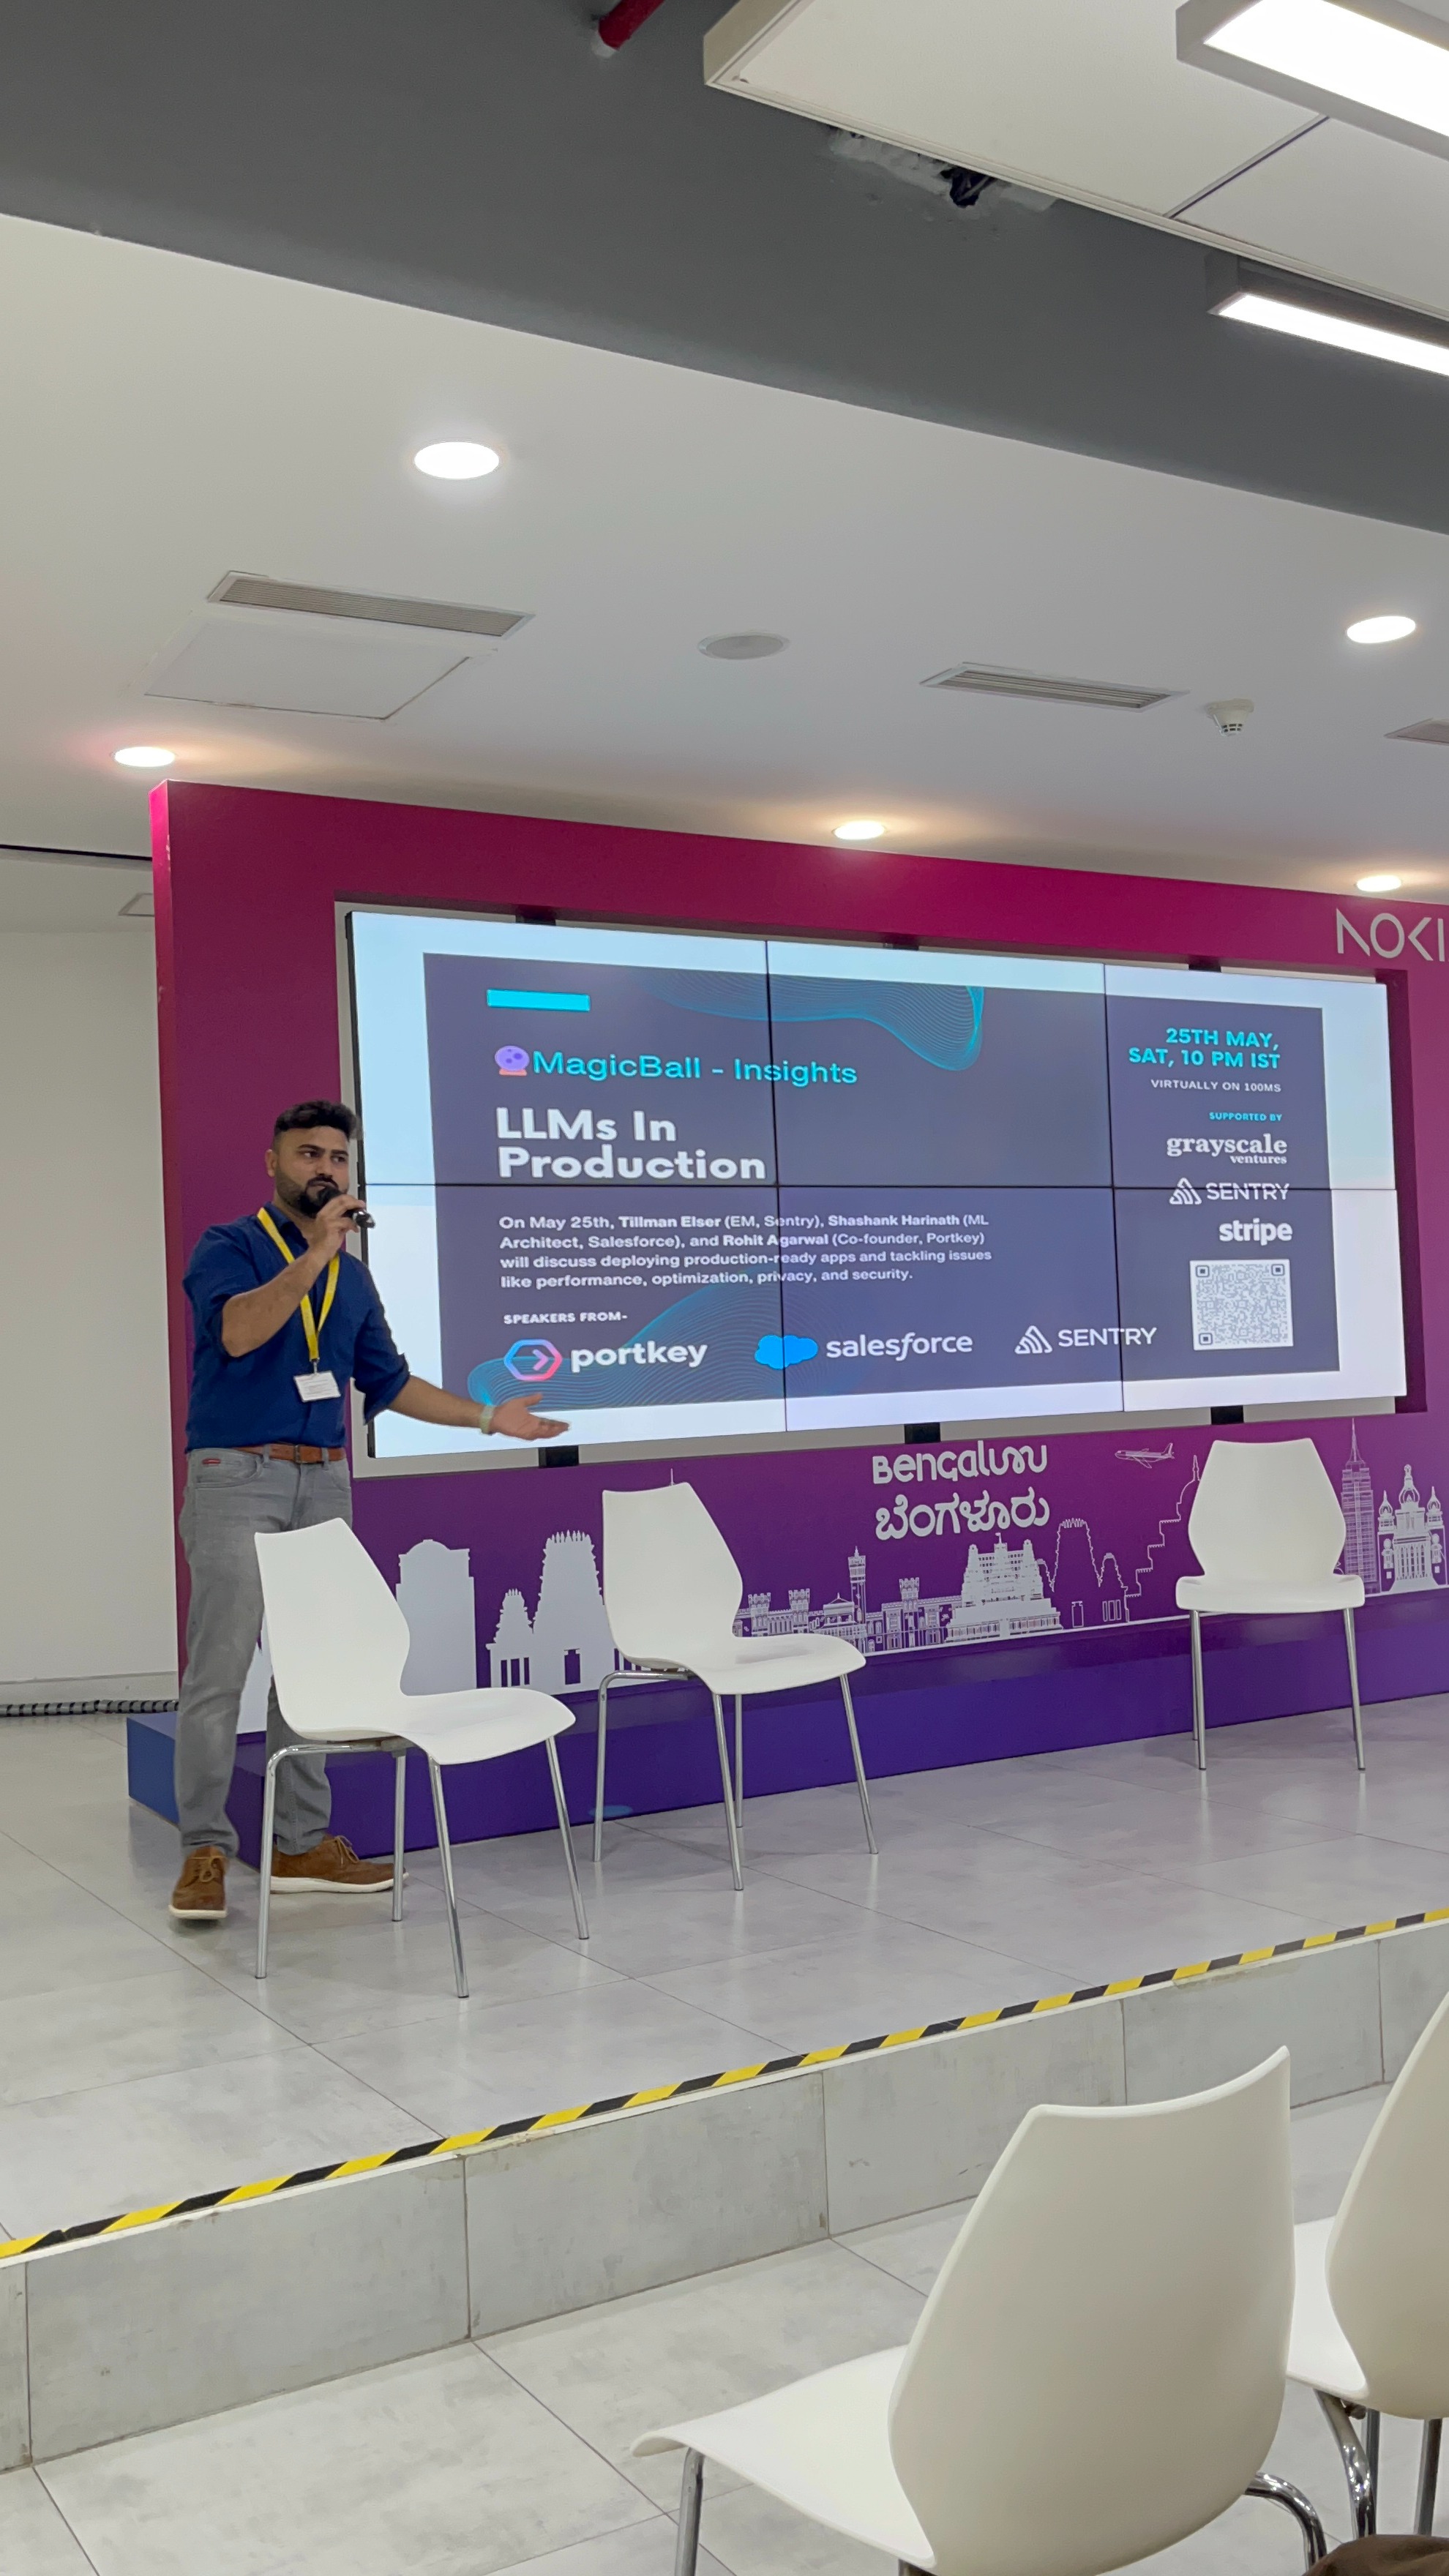 NOKI
MagicBall - Insights
LLMs In
Production
On May 25th, Tillman Elser (EM, Sentry), Shashank Harinath (ML
Architect, Salesforce), and Rohit Agarwal (Co-founder, Portkey)
will discuss deploying production-ready apps and tackling issues
like performance, optimization, privacy, and security.
SPEAKERS FROM-
portkey
salesforce
SENTRY
25TH MAY,
SAT, 10 PM IST
VIRTUALLY ON 100MS
SUPPORTED BY
grayscale
ventures
SENTRY
stripe
Bengaluru
ಬೆಂಗಳೂರು